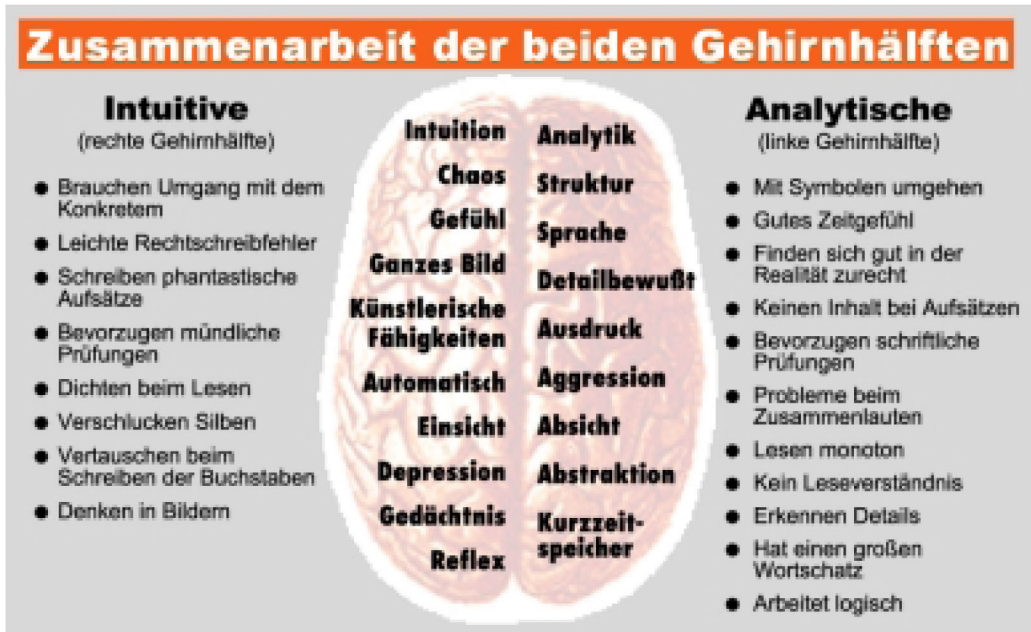 Zusammenarbeit der beiden Gehirnhälften
Intuitive
(rechte Gehirnhälfte)
● Brauchen Umgang mit dem
Konkretem
● Leichte Rechtschreibfehler
● Schreiben phantastische
Aufsätze
● Bevorzugen mündliche
Prüfungen
● Dichten beim Lesen
● Verschlucken Silben
● Vertauschen beim
Schreiben der Buchstaben
● Denken in Bildern
Intuition
Chaos
Gefühl
Ganzes Bild
Künstlerische
Fähigkeiten
Automatisch
Einsicht
Depression
Gedächtnis
Reflex
Analytik
Struktur
Sprache
Detailbewußt
Ausdruck
Aggression
Absicht
Abstraktion
Kurzzeit-
speicher
Analytische
(linke Gehirnhälfte)
● Mit Symbolen umgehen
● Gutes Zeitgefühl
● Finden sich gut in der
Realität zurecht
● Keinen Inhalt bei Aufsätzen
● Bevorzugen schriftliche
Prüfungen
● Probleme beim
Zusammenlauten
● Lesen monoton
● Kein Leseverständnis
● Erkennen Details
● Hat einen großen
Wortschatz
● Arbeitet logisch